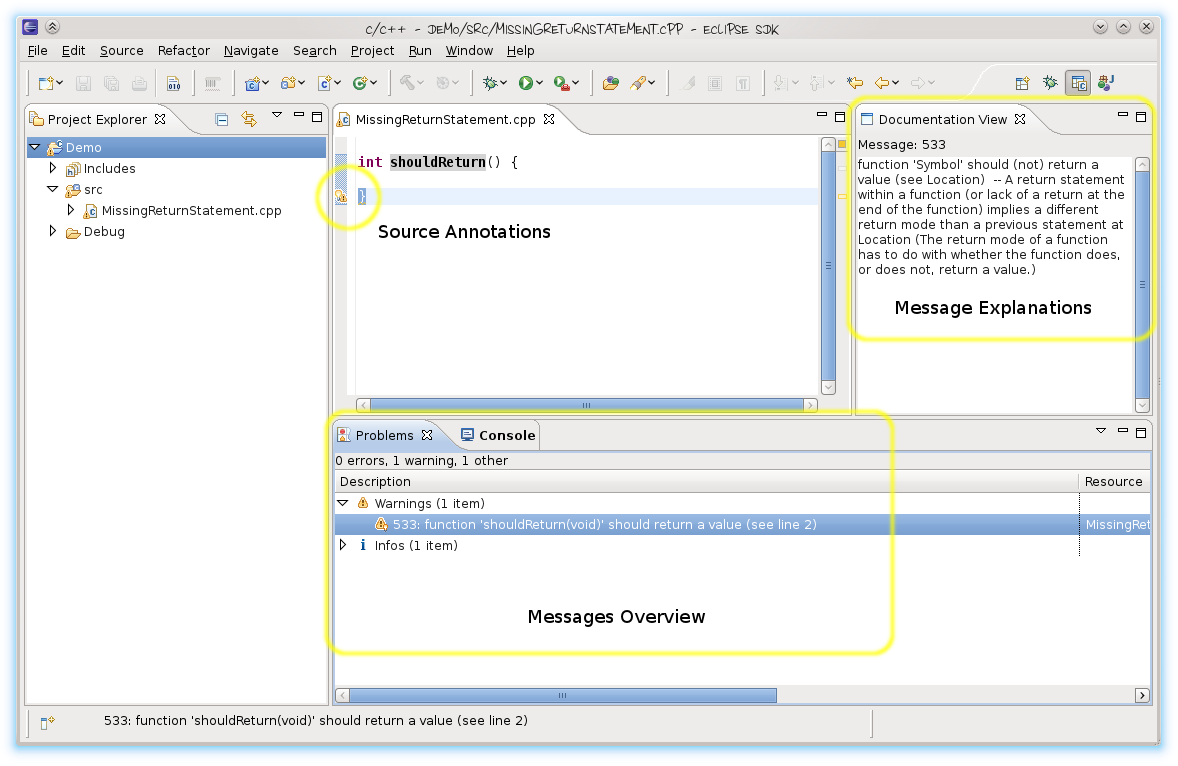 C/C++ - DEMO/SRC/MISSINGRETURNSTATEMENT.CPP - ECLIPSE SDK
File Edit Source Refactor Navigate Search Project Run Window Help
Project Explorer
Demo
Includes
src
MissingReturnStatement.cpp
Debug
MissingReturnStatement.cpp
int shouldReturn() {
}
Source Annotations
Documentation View
Message: 533
function 'Symbol' should (not) return a
value (see Location) -- A return statement
within a function (or lack of a return at the
end of the function) implies a different
return mode than a previous statement at
Location (The return mode of a function
has to do with whether the function does,
or does not, return a value.)
Message Explanations
Problems Console
0 errors, 1 warning, 1 other
Description Resource
Warnings (1 item)
533: function 'shouldReturn(void)' should return a value (see line 2) MissingRet
Infos (1 item)
Messages Overview
533: function 'shouldReturn(void)' should return a value (see line 2)